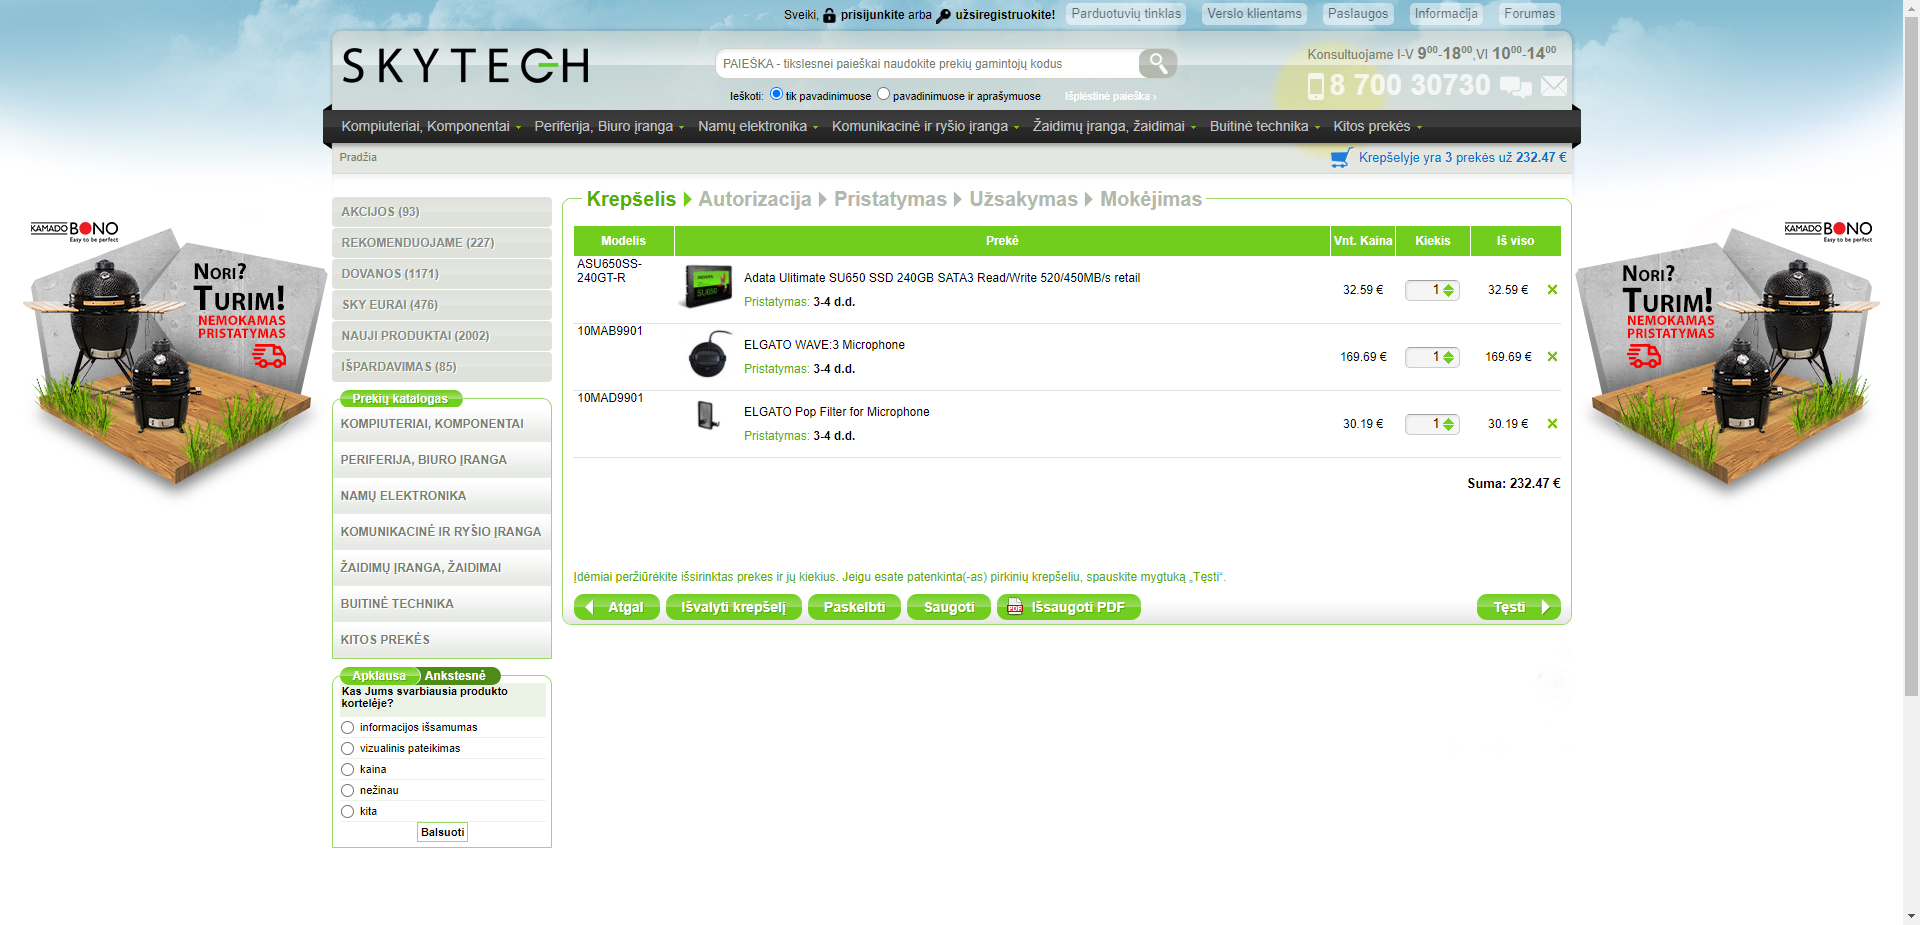 Sveiki, prisijunkite arba užsiregistruokite!
Parduotuvių tinklas
Verslo klientams
Paslaugos
Informacija
Forumas
SKYTECH
PAIEŠKA - tikslesnei paieškai naudokite prekių gamintojų kodus
Ieškoti: tik pavadinimuose pavadinimuose ir aprašymuose
Išplėstinė paieška ›
Konsultuojame I-V 9⁰⁰-18⁰⁰,VI 10⁰⁰-14⁰⁰
8 700 30730
Kompiuteriai, Komponentai
Periferija, Biuro įranga
Namų elektronika
Komunikacinė ir ryšio įranga
Žaidimų įranga, žaidimai
Buitinė technika
Kitos prekės
Pradžia
Krepšelyje yra 3 prekės už 232.47 €
KAMADO BONO
Easy to be perfect
NORI?
TURIM!
NEMOKAMAS
PRISTATYMAS
AKCIJOS (93)
REKOMENDUOJAME (227)
DOVANOS (1171)
SKY EURAI (476)
NAUJI PRODUKTAI (2002)
IŠPARDAVIMAS (85)
Prekių katalogas
KOMPIUTERIAI, KOMPONENTAI
PERIFERIJA, BIURO ĮRANGA
NAMŲ ELEKTRONIKA
KOMUNIKACINĖ IR RYŠIO ĮRANGA
ŽAIDIMŲ ĮRANGA, ŽAIDIMAI
BUITINĖ TECHNIKA
KITOS PREKĖS
Apklausa Ankstesnė
Kas Jums svarbiausia produkto
kortelėje?
informacijos išsamumas
vizualinis pateikimas
kaina
nežinau
kita
Balsuoti
Krepšelis Autorizacija Pristatymas Užsakymas Mokėjimas
Modelis Prekė Vnt. Kaina Kiekis Iš viso
ASU650SS-
240GT-R
ADATA
SU650
Adata Ulitimate SU650 SSD 240GB SATA3 Read/Write 520/450MB/s retail
Pristatymas: 3-4 d.d.
32.59 € 1 32.59 €
10MAB9901
ELGATO WAVE:3 Microphone
Pristatymas: 3-4 d.d.
169.69 € 1 169.69 €
10MAD9901
ELGATO Pop Filter for Microphone
Pristatymas: 3-4 d.d.
30.19 € 1 30.19 €
Suma: 232.47 €
Įdėmiai peržiūrėkite išsirinktas prekes ir jų kiekius. Jeigu esate patenkinta(-as) pirkinių krepšeliu, spauskite mygtuką „Tęsti“.
Atgal
Išvalyti krepšelį
Paskelbti
Saugoti
PDF
Išsaugoti PDF
Tęsti
KAMADO BONO
Easy to be perfect
NORI?
TURIM!
NEMOKAMAS
PRISTATYMAS